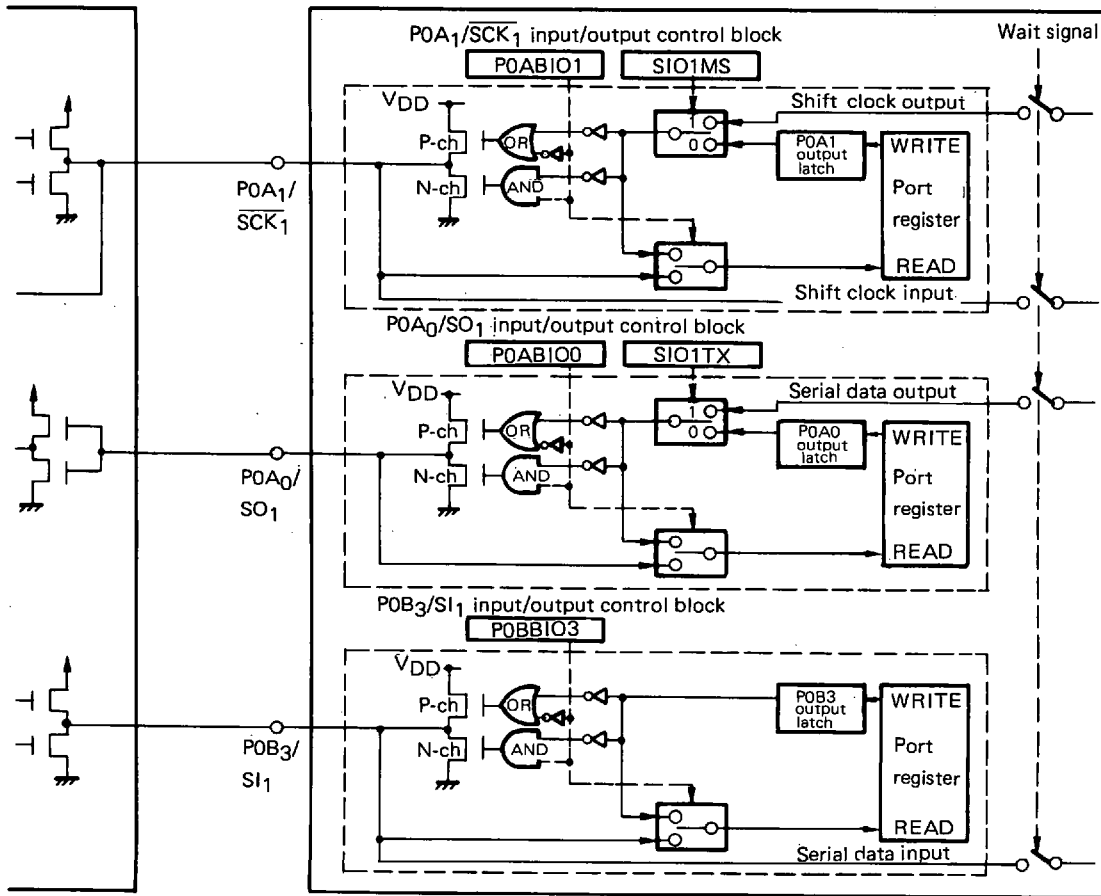 P0A₁/S̅C̅K̅₁ input/output control block
Wait signal
P0ABIO1
SIO1MS
VDD
Shift clock output
P-ch
OR
1
0
P0A1
output
latch
WRITE
N-ch
AND
Port
register
P0A₁/
S̅C̅K̅₁
READ
Shift clock input
P0A₀/SO₁ input/output control block
P0ABIO0
SIO1TX
VDD
Serial data output
P-ch
OR
1
0
P0A0
output
latch
WRITE
N-ch
AND
Port
register
P0A₀/
SO₁
READ
P0B₃/SI₁ input/output control block
P0BBIO3
VDD
P-ch
OR
P0B3
output
latch
WRITE
N-ch
AND
Port
register
P0B₃/
SI₁
READ
Serial data input